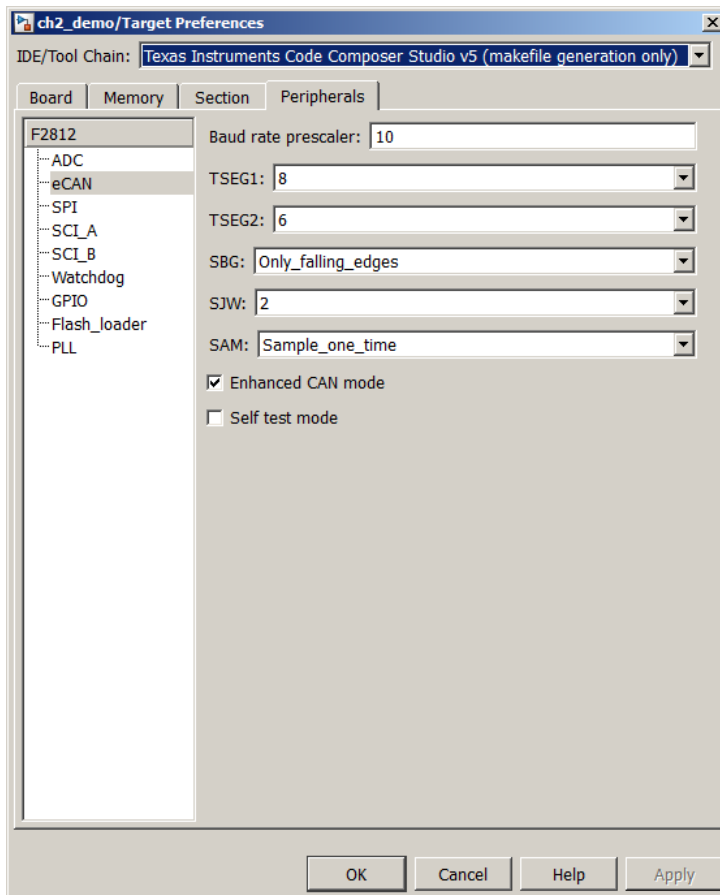 ch2_demo/Target Preferences
IDE/Tool Chain: Texas Instruments Code Composer Studio v5 (makefile generation only)
Board Memory Section Peripherals
F2812
ADC
eCAN
SPI
SCI_A
SCI_B
Watchdog
GPIO
Flash_loader
PLL
Baud rate prescaler: 10
TSEG1: 8
TSEG2: 6
SBG: Only_falling_edges
SJW: 2
SAM: Sample_one_time
Enhanced CAN mode
Self test mode
OK Cancel Help Apply